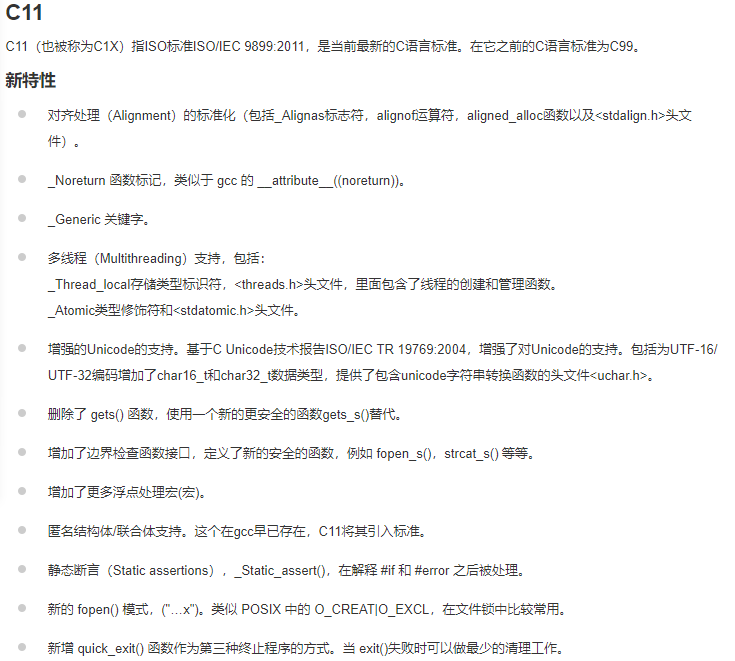 C11
C11（也被称为C1X）指ISO标准ISO/IEC 9899:2011，是当前最新的C语言标准。在它之前的C语言标准为C99。
新特性
对齐处理（Alignment）的标准化（包括_Alignas标志符，alignof运算符，aligned_alloc函数以及<stdalign.h>头文
件）。
_Noreturn 函数标记，类似于 gcc 的 __attribute__((noreturn))。
_Generic 关键字。
多线程（Multithreading）支持，包括：
_Thread_local存储类型标识符，<threads.h>头文件，里面包含了线程的创建和管理函数。
_Atomic类型修饰符和<stdatomic.h>头文件。
增强的Unicode的支持。基于C Unicode技术报告ISO/IEC TR 19769:2004，增强了对Unicode的支持。包括为UTF-16/
UTF-32编码增加了char16_t和char32_t数据类型，提供了包含unicode字符串转换函数的头文件<uchar.h>。
删除了 gets() 函数，使用一个新的更安全的函数gets_s()替代。
增加了边界检查函数接口，定义了新的安全的函数，例如 fopen_s()，strcat_s() 等等。
增加了更多浮点处理宏(宏)。
匿名结构体/联合体支持。这个在gcc早已存在，C11将其引入标准。
静态断言（Static assertions），_Static_assert()，在解释 #if 和 #error 之后被处理。
新的 fopen() 模式，("…x")。类似 POSIX 中的 O_CREAT|O_EXCL，在文件锁中比较常用。
新增 quick_exit() 函数作为第三种终止程序的方式。当 exit()失败时可以做最少的清理工作。